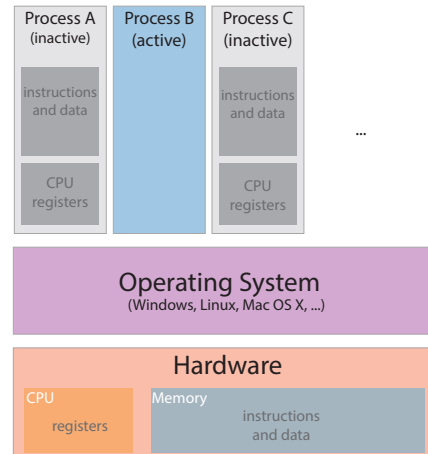 Process A
(inactive)
instructions
and data
CPU
registers
Process B
(active)
Process C
(inactive)
instructions
and data
CPU
registers
...
Operating System
(Windows, Linux, Mac OS X, ...)
Hardware
CPU
registers
Memory
instructions
and data